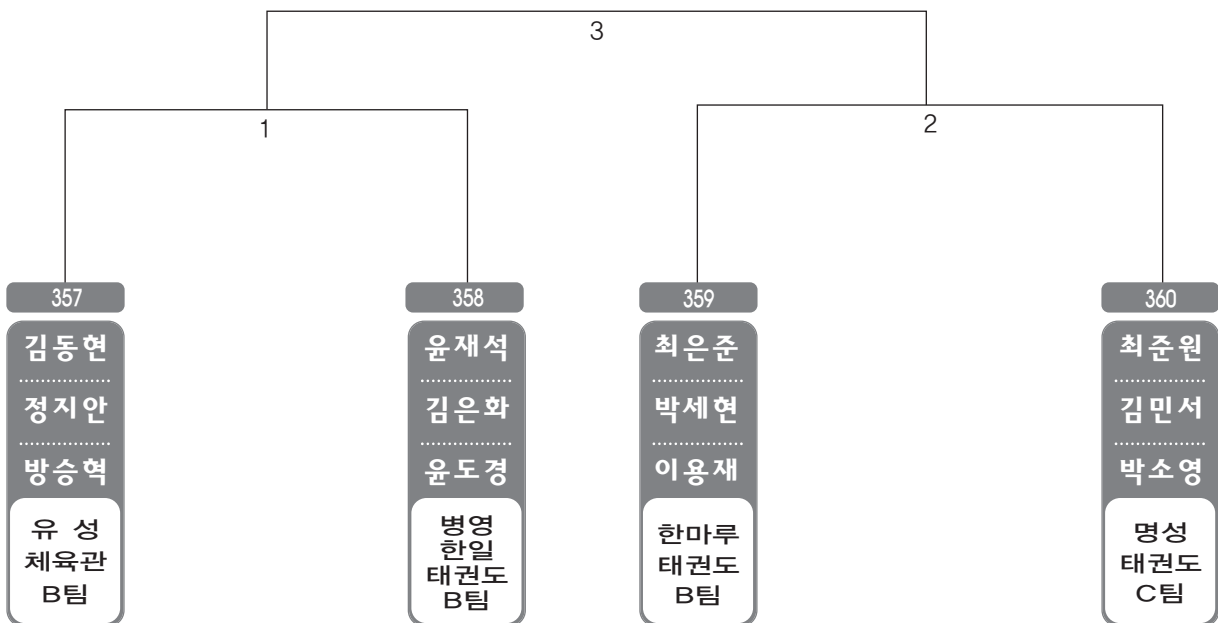 3
1
2
357
김동현
정지안
방승혁
유 성
체육관
B팀
358
윤재석
김은화
윤도경
병영
한일
태권도
B팀
359
최은준
박세현
이용재
한마루
태권도
B팀
360
최준원
김민서
박소영
명성
태권도
C팀